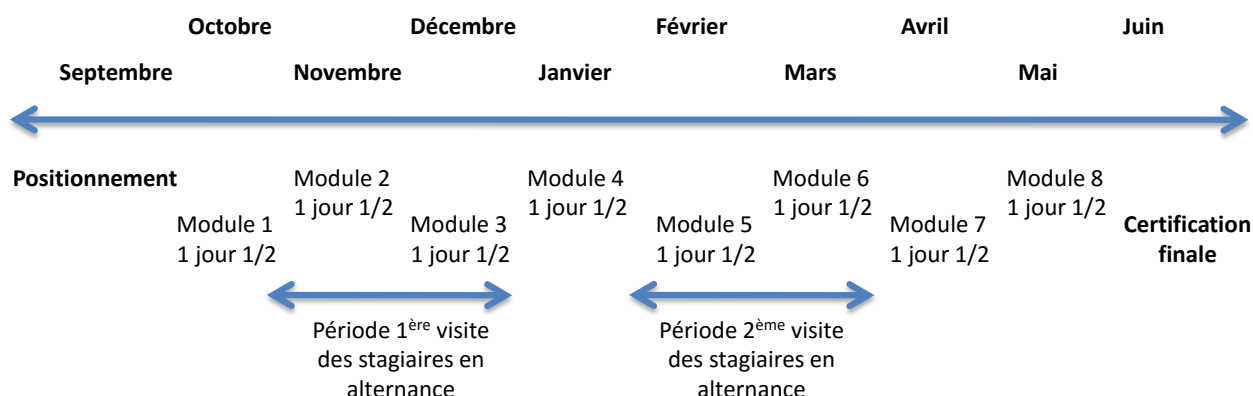 Octobre Décembre Février Avril Juin
Septembre Novembre Janvier Mars Mai
Positionnement Module 2 Module 4 Module 6 Module 8
1 jour 1/2 1 jour 1/2 1 jour 1/2 1 jour 1/2
Module 1 Module 3 Module 5 Module 7 Certification
1 jour 1/2 1 jour 1/2 1 jour 1/2 1 jour 1/2 finale
Période 1ère visite
des stagiaires en
alternance
Période 2ème visite
des stagiaires en
alternance